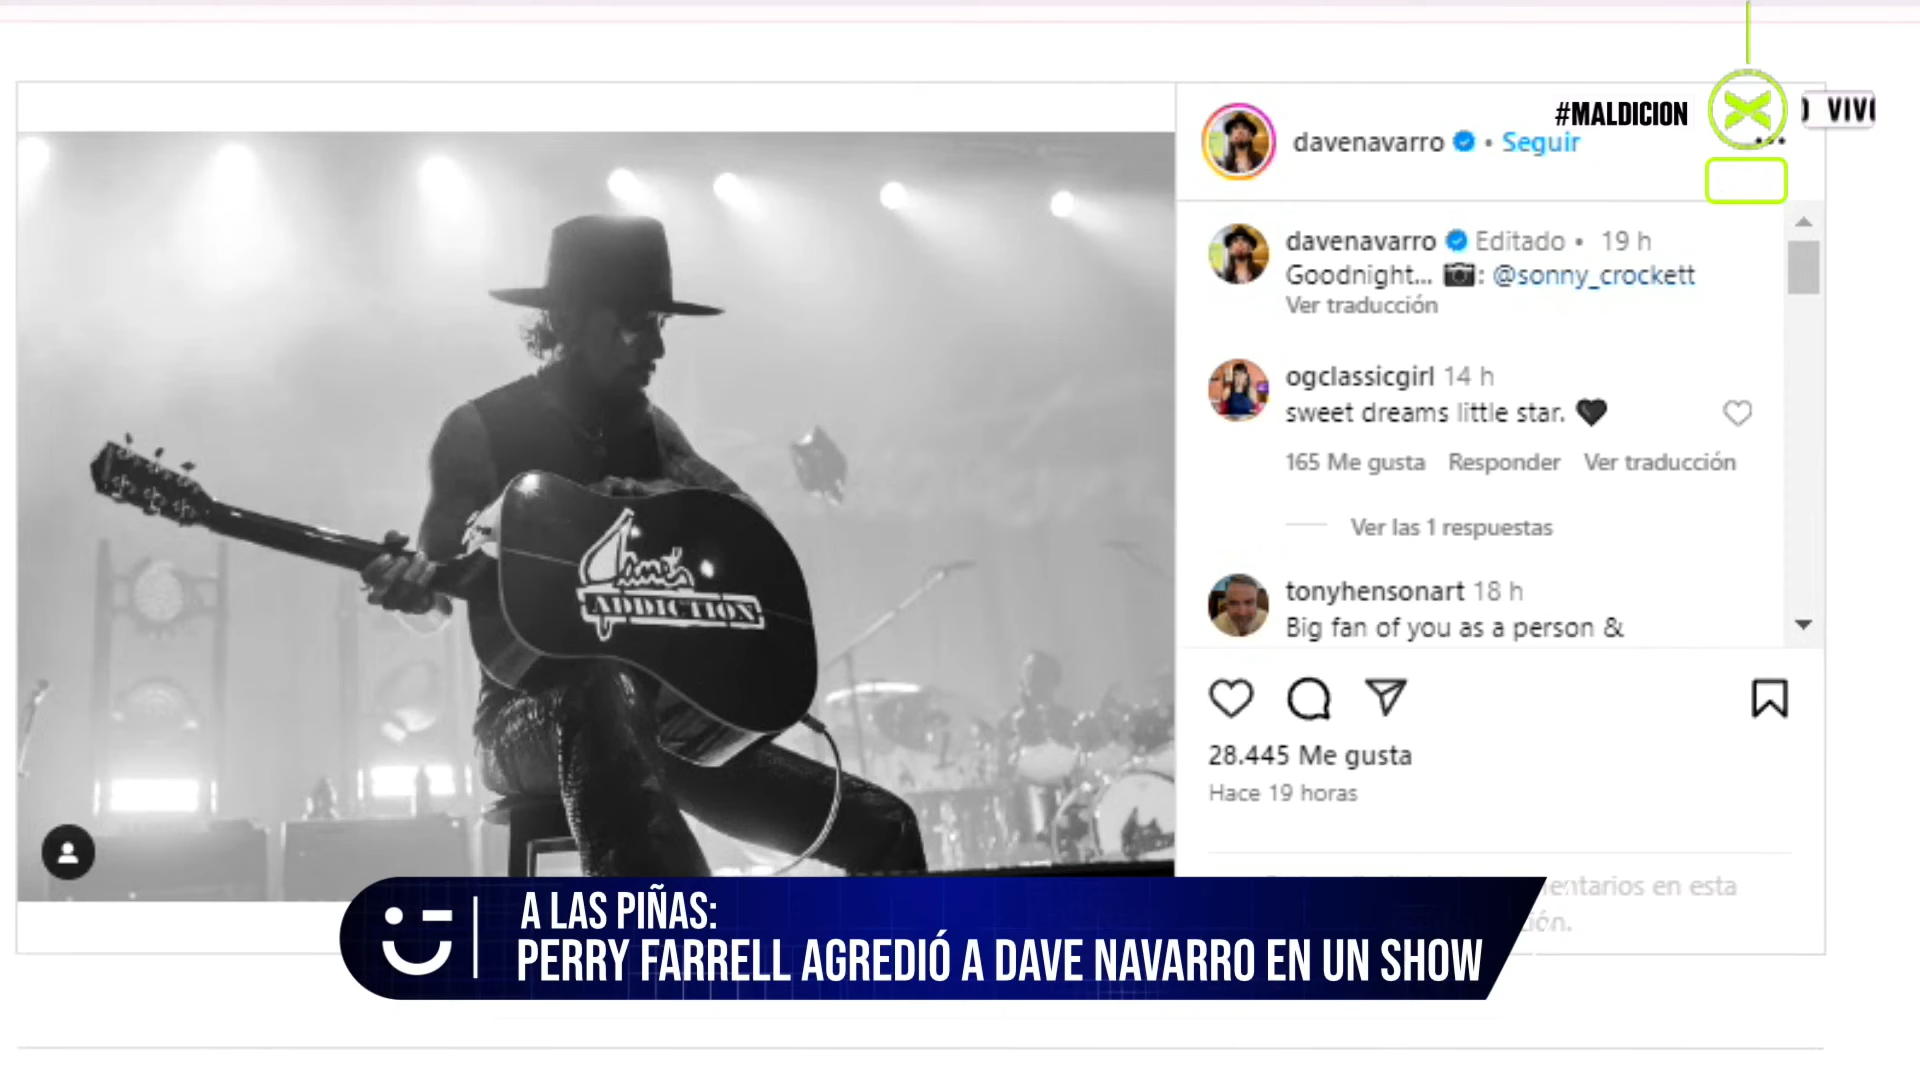 #MALDICION
VIVO
davenavarro • Seguir
davenavarro Editado • 19 h
Goodnight... 📷: @sonny_crockett
Ver traducción
ogclassicgirl 14 h
sweet dreams little star. 🖤
165 Me gusta Responder Ver traducción
Ver las 1 respuestas
tonyhensonart 18 h
Big fan of you as a person &
28.445 Me gusta
Hace 19 horas
entarios en esta
ión.
Jane's
ADDICTION
A LAS PIÑAS:
PERRY FARRELL AGREDIÓ A DAVE NAVARRO EN UN SHOW